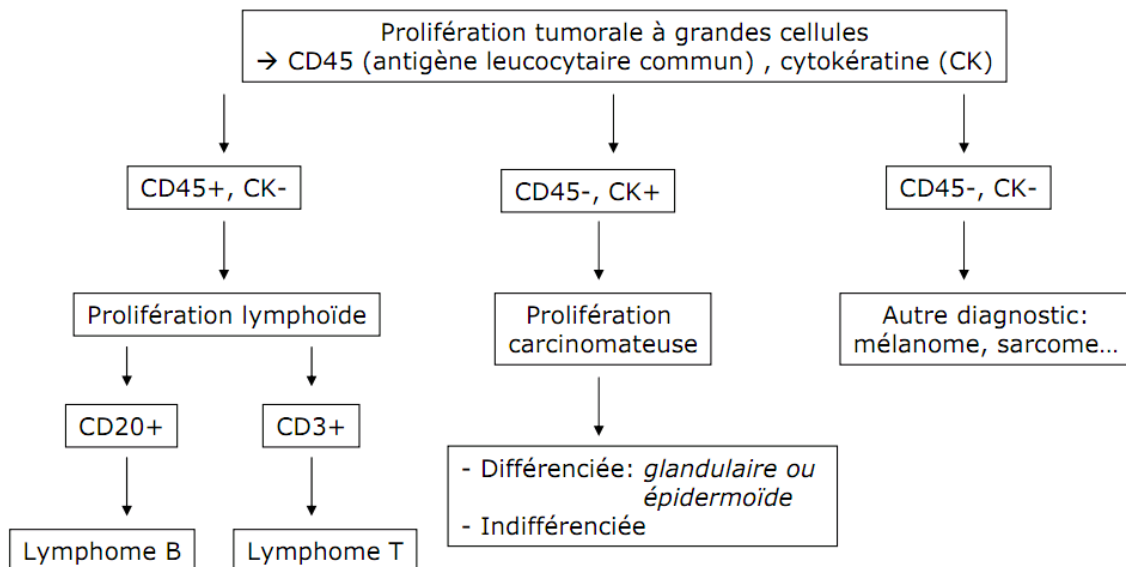 Prolifération tumorale à grandes cellules
→ CD45 (antigène leucocytaire commun) , cytokératine (CK)
CD45+, CK-
CD45-, CK+
CD45-, CK-
Prolifération lymphoïde
Prolifération
carcinomateuse
Autre diagnostic:
mélanome, sarcome…
CD20+
CD3+
- Différenciée: glandulaire ou
épidermoïde
- Indifférenciée
Lymphome B
Lymphome T